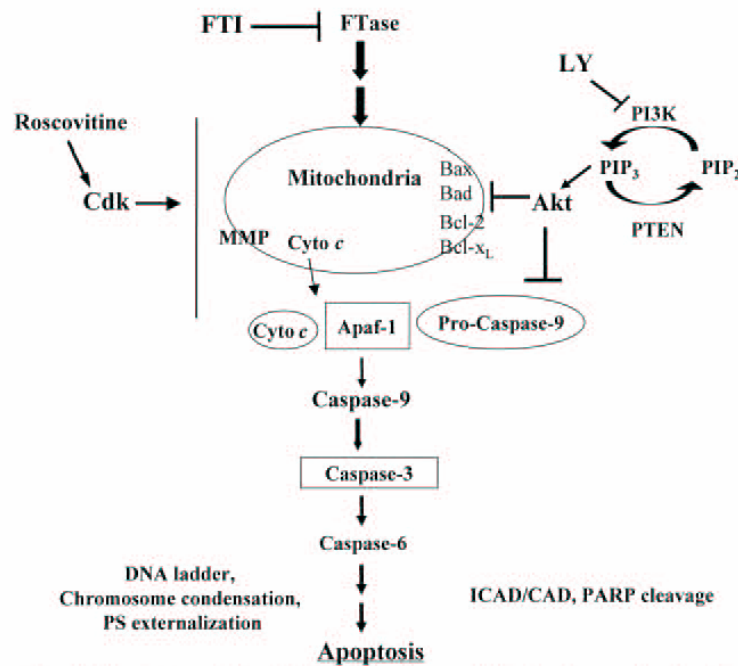 FTI
FTase
LY
PI3K
Roscovitine
PIP3
PIP2
Cdk
Mitochondria
Bax
Bad
Bcl-2
Bcl-xL
Akt
PTEN
MMP
Cyto c
Cyto c
Apaf-1
Pro-Caspase-9
Caspase-9
Caspase-3
Caspase-6
DNA ladder,
Chromosome condensation,
PS externalization
ICAD/CAD, PARP cleavage
Apoptosis